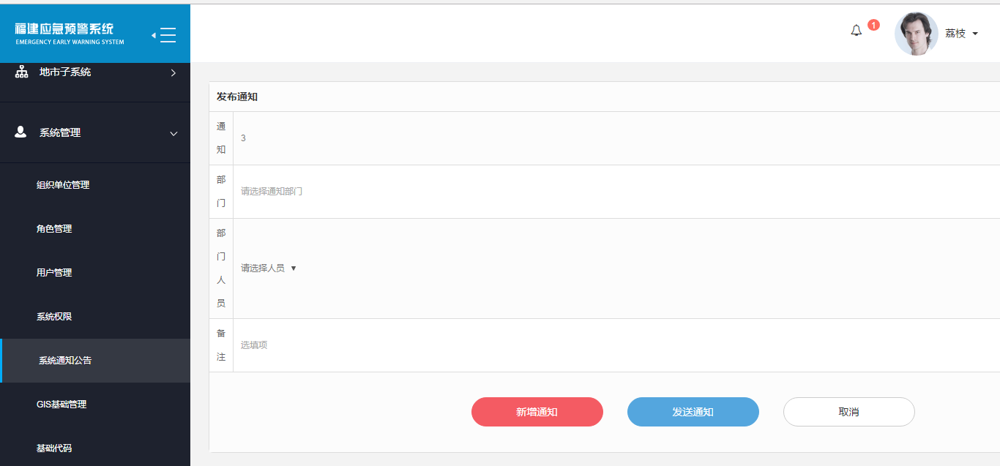 福建应急预警系统
EMERGENCY EARLY WARNING SYSTEM
1
荔枝
地市子系统
系统管理
组织单位管理
角色管理
用户管理
系统权限
系统通知公告
GIS基础管理
基础代码
发布通知
通
知
3
部
门
请选择通知部门
部
门
人
员
请选择人员
备
注
选填项
新增通知
发送通知
取消